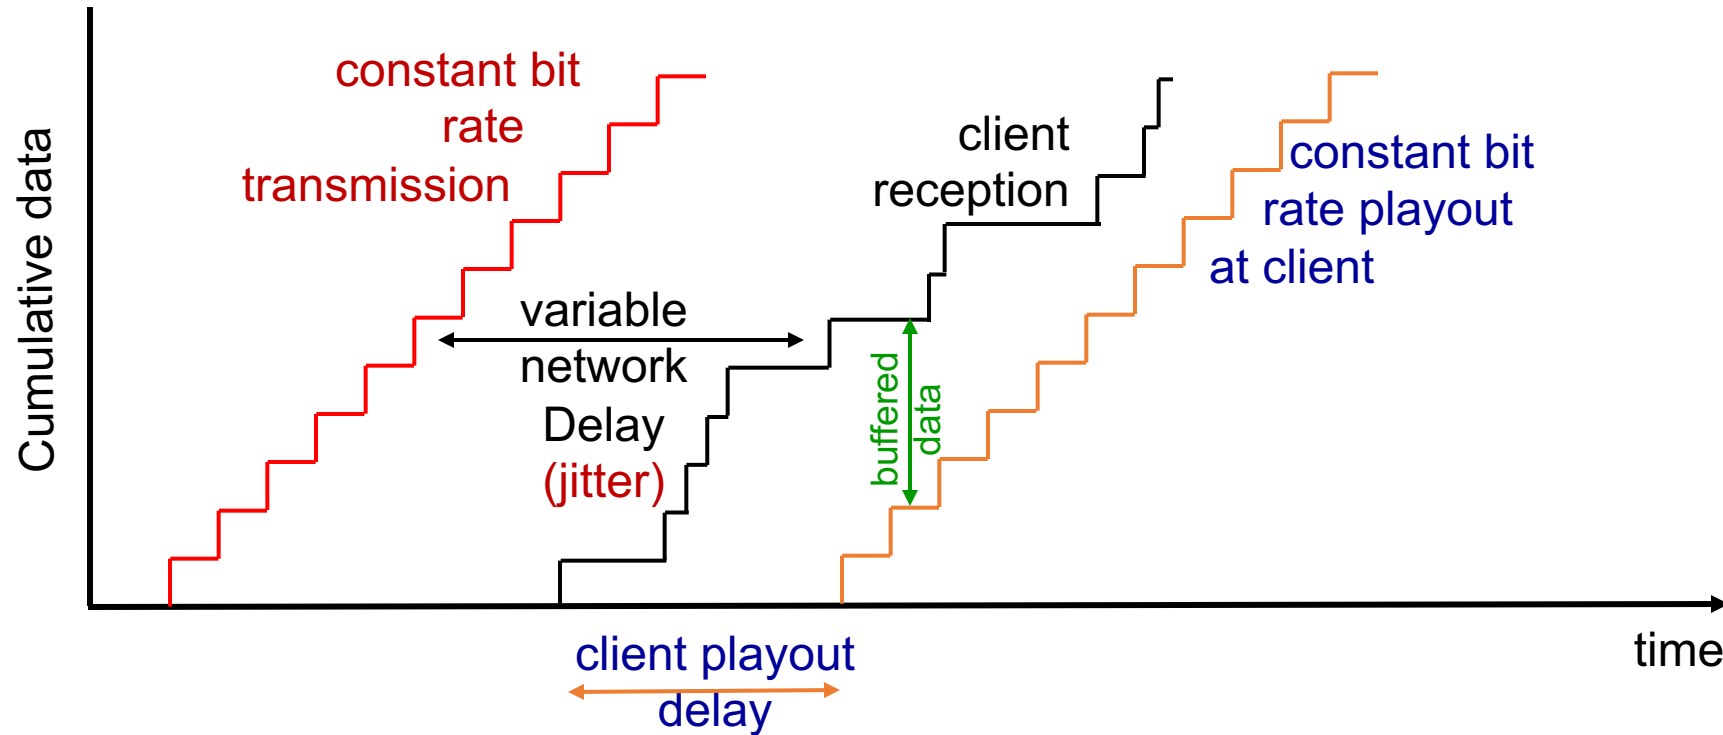 Cumulative data
constant bit
rate
transmission
variable
network
Delay
(jitter)
client
reception
buffered
data
constant bit
rate playout
at client
time
client playout
delay